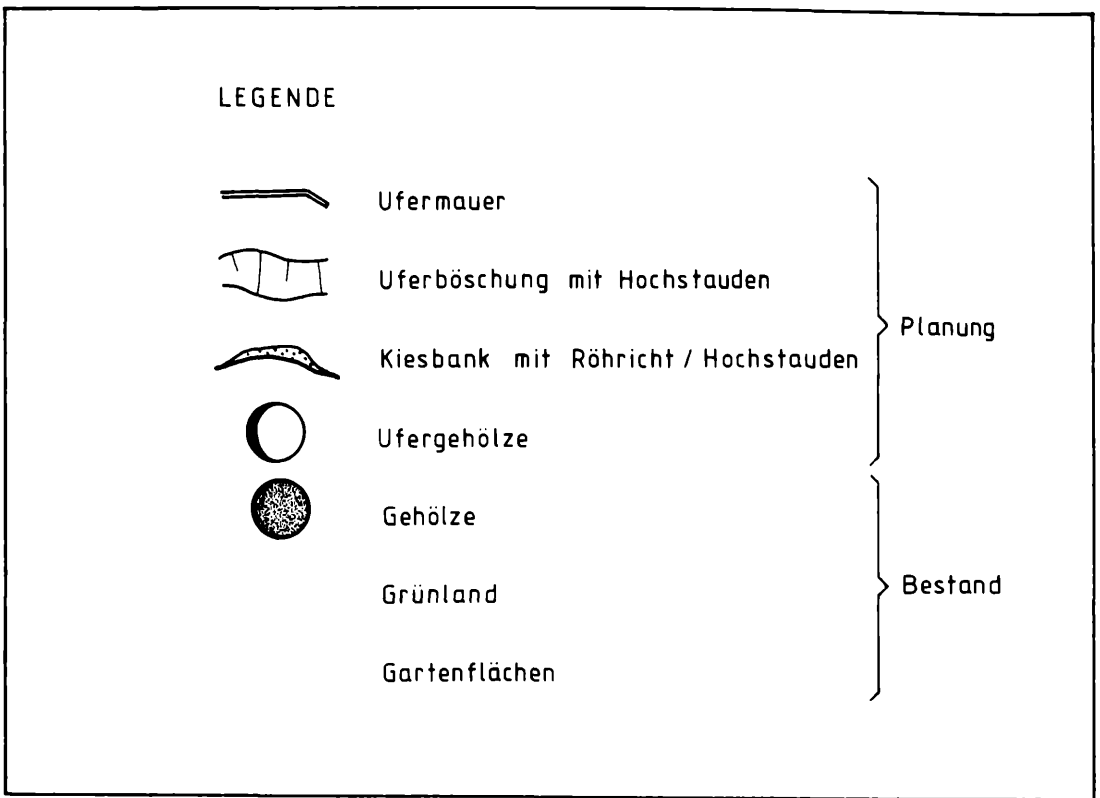 LEGENDE
Ufermauer
Uferböschung mit Hochstauden
Kiesbank mit Röhricht / Hochstauden
Ufergehölze
Planung
Gehölze
Grünland
Gartenflächen
Bestand